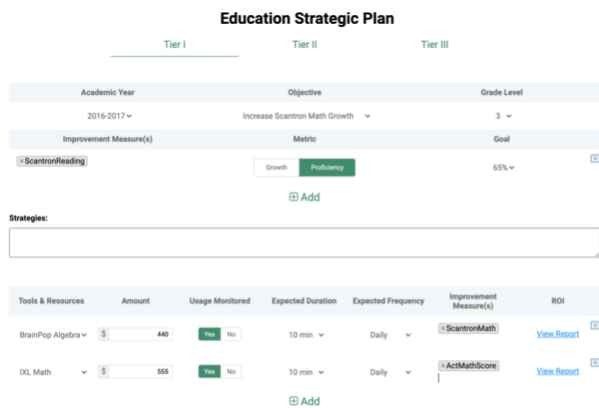 Education Strategic Plan
Tier I Tier II Tier III
Academic Year Objective Grade Level
2016-2017 Increase Scantron Math Growth 3
Improvement Measure(s) Metric Goal
×ScantronReading Growth Proficiency 65%
Add
Strategies:
Tools & Resources Amount Usage Monitored Expected Duration Expected Frequency Improvement Measure(s) ROI
BrainPop Algebra $ 440 Yes No 10 min Daily ×ScantronMath View Report
IXL Math $ 555 Yes No 10 min Daily ×ActMathScore View Report
Add